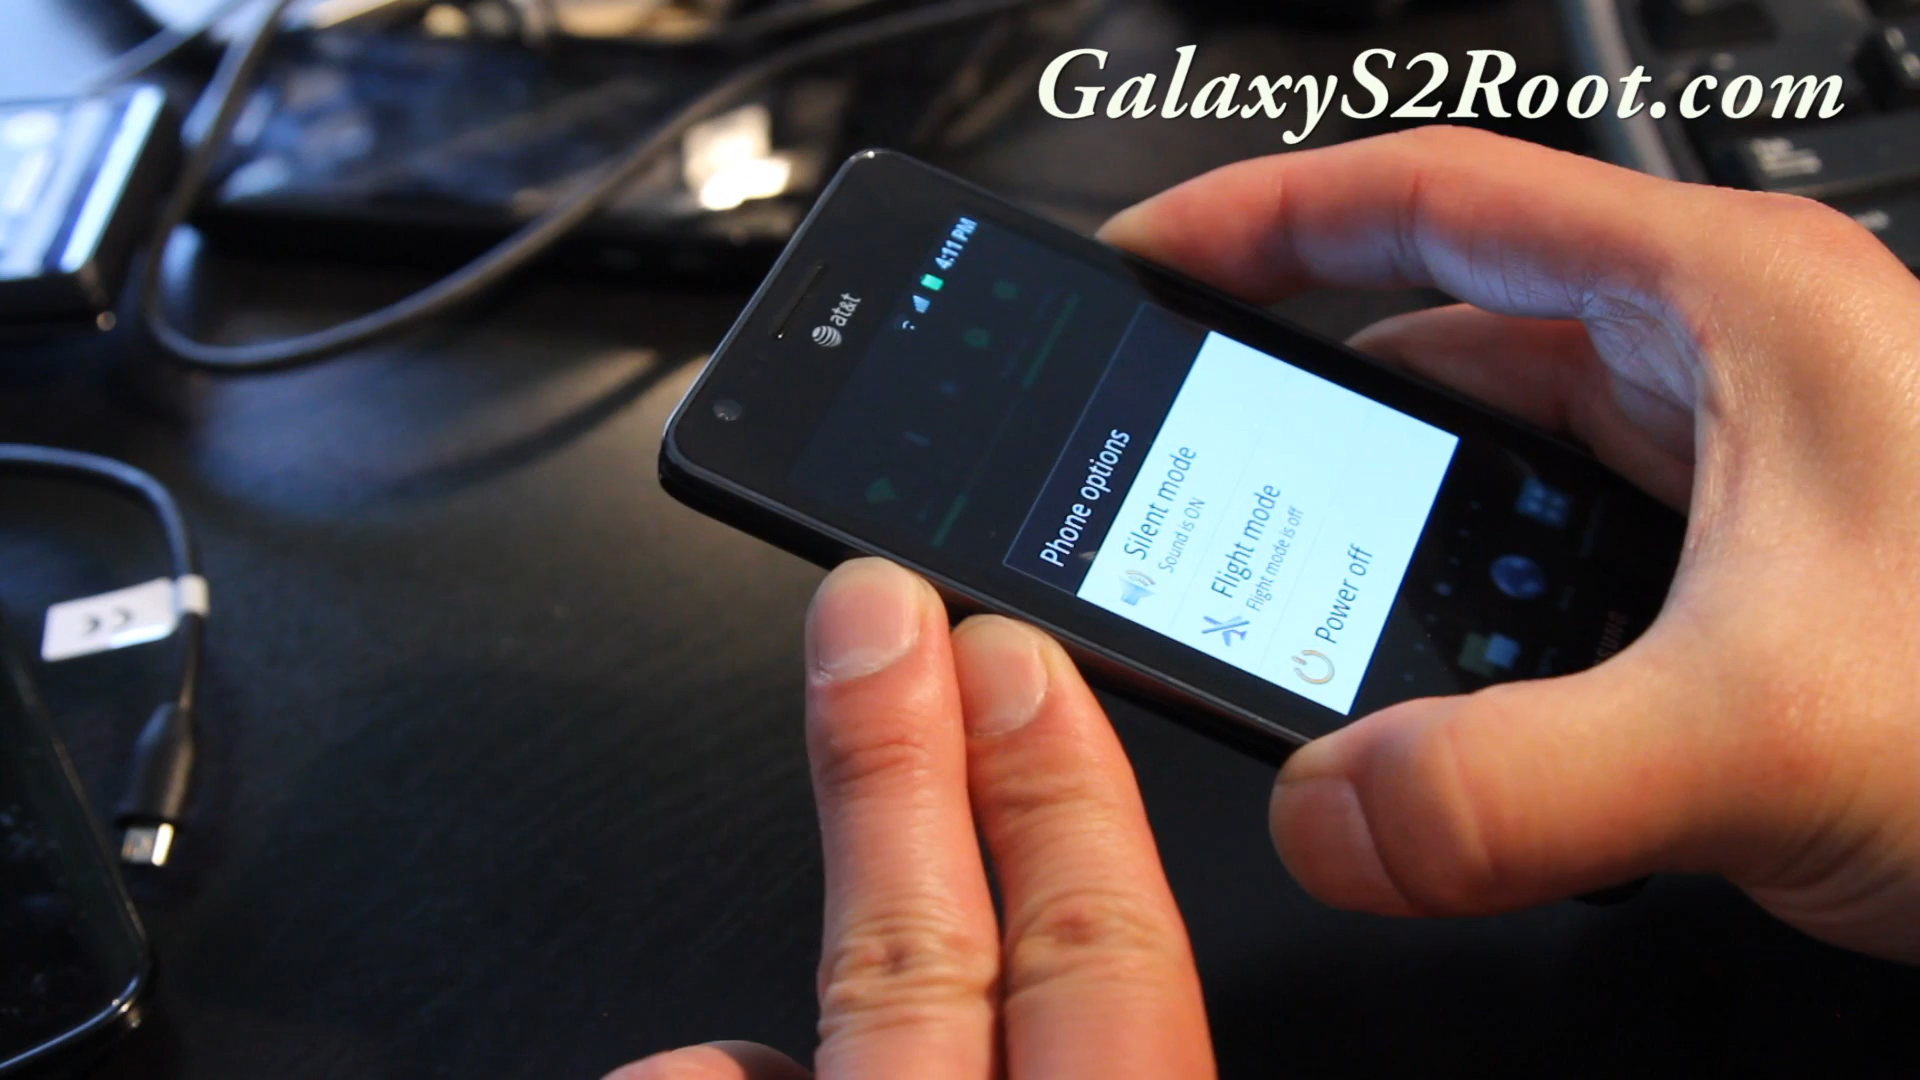 GalaxyS2Root.com
at&t
4:11 PM
Phone options
Silent mode
Sound is ON
Flight mode
Flight mode is off
Power off
CE